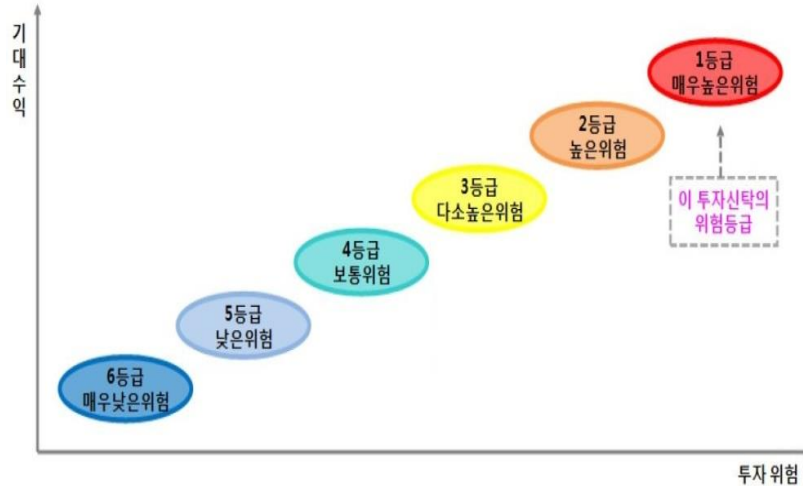 기대수익
1등급
매우높은위험
2등급
높은위험
3등급
다소높은위험
이 투자신탁의
위험등급
4등급
보통위험
5등급
낮은위험
6등급
매우낮은위험
투자 위험